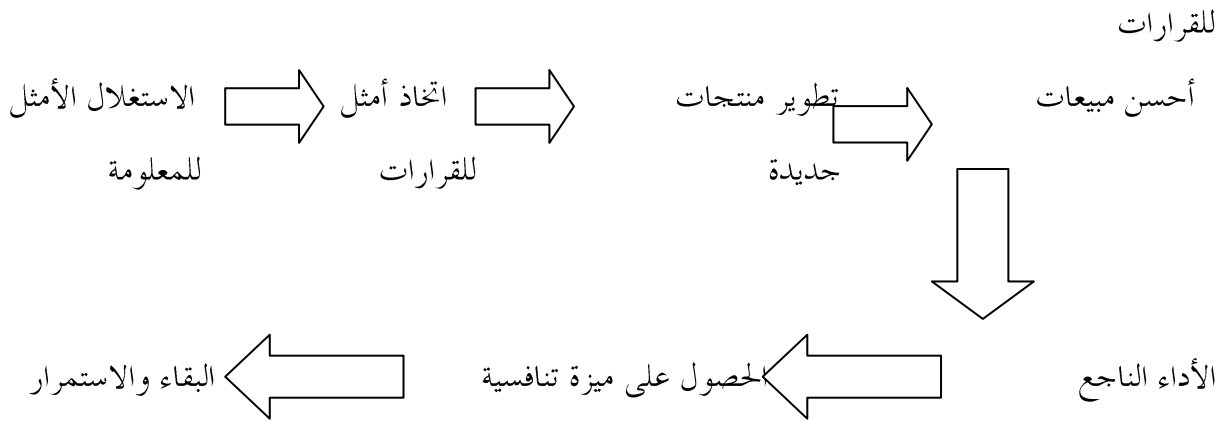 للقرارات
أحسن مبيعات تطوير منتجات اتخاذ أمثل الاستغلال الأمثل
جديدة للقرارات للمعلومة
الأداء الناجع الحصول على ميزة تنافسية البقاء والاستمرار